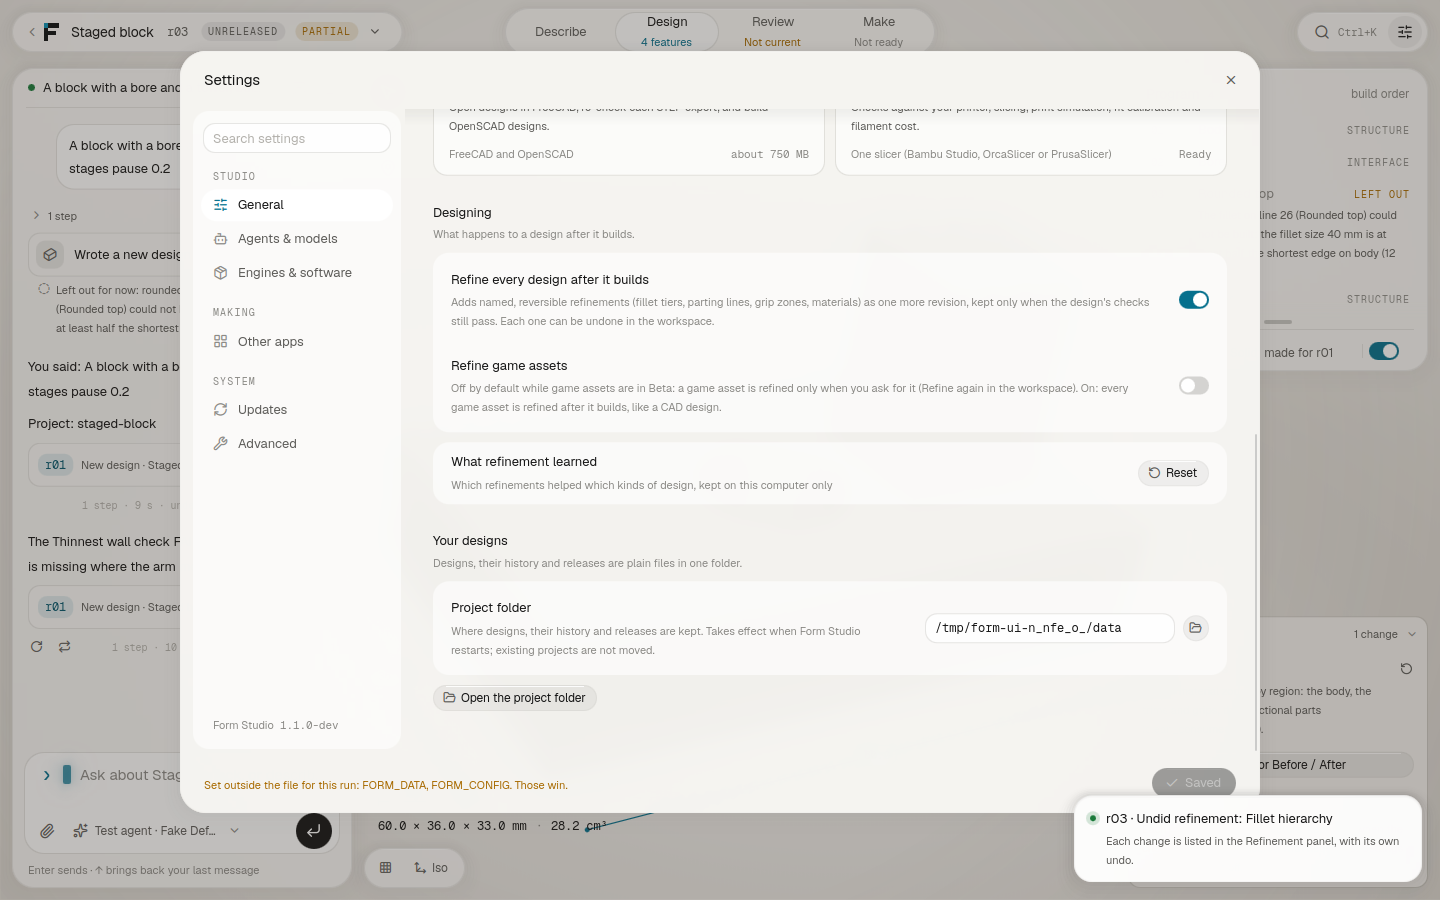 Staged block r03 UNRELEASED PARTIAL
Describe
Design
4 features
Review
Not current
Make
Not ready
Ctrl+K
A block with a bore and
A block with a bore
stages pause 0.2
1 step
Wrote a new desig
Left out for now: rounded
(Rounded top) could not
at least half the shortest
You said: A block with a b
stages pause 0.2
Project: staged-block
r01 New design · Staged
1 step · 9 s · un
The Thinnest wall check F
is missing where the arm
r01 New design · Staged
1 step · 10
Ask about Stag
Test agent · Fake Def...
Enter sends · ↑ brings back your last message
Settings
Search settings
STUDIO
General
Agents & models
Engines & software
MAKING
Other apps
SYSTEM
Updates
Advanced
Form Studio 1.1.0-dev
OpenSCAD designs.
FreeCAD and OpenSCAD about 750 MB
filament cost.
One slicer (Bambu Studio, OrcaSlicer or PrusaSlicer) Ready
Designing
What happens to a design after it builds.
Refine every design after it builds
Adds named, reversible refinements (fillet tiers, parting lines, grip zones, materials) as one more revision, kept only when the design's checks
still pass. Each one can be undone in the workspace.
Refine game assets
Off by default while game assets are in Beta: a game asset is refined only when you ask for it (Refine again in the workspace). On: every
game asset is refined after it builds, like a CAD design.
What refinement learned
Which refinements helped which kinds of design, kept on this computer only
Reset
Your designs
Designs, their history and releases are plain files in one folder.
Project folder
Where designs, their history and releases are kept. Takes effect when Form Studio
restarts; existing projects are not moved.
/tmp/form-ui-n_nfe_o_/data
Open the project folder
Set outside the file for this run: FORM_DATA, FORM_CONFIG. Those win.
Saved
build order
STRUCTURE
INTERFACE
op LEFT OUT
line 26 (Rounded top) could
the fillet size 40 mm is at
e shortest edge on body (12
STRUCTURE
made for r01
1 change
y region: the body, the
ctional parts
or Before / After
60.0 × 36.0 × 33.0 mm · 28.2 cm³
Iso
r03 · Undid refinement: Fillet hierarchy
Each change is listed in the Refinement panel, with its own
undo.